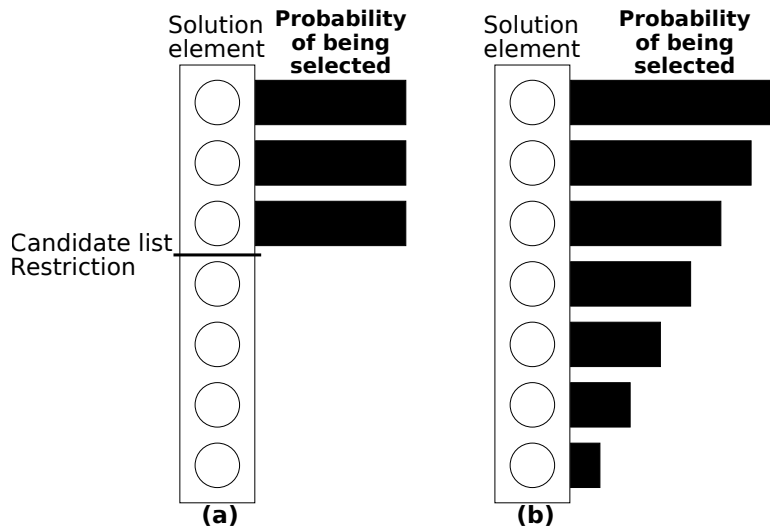 Solution
element
Probability
of being
selected
Candidate list
Restriction
(a)
Solution
element
Probability
of being
selected
(b)